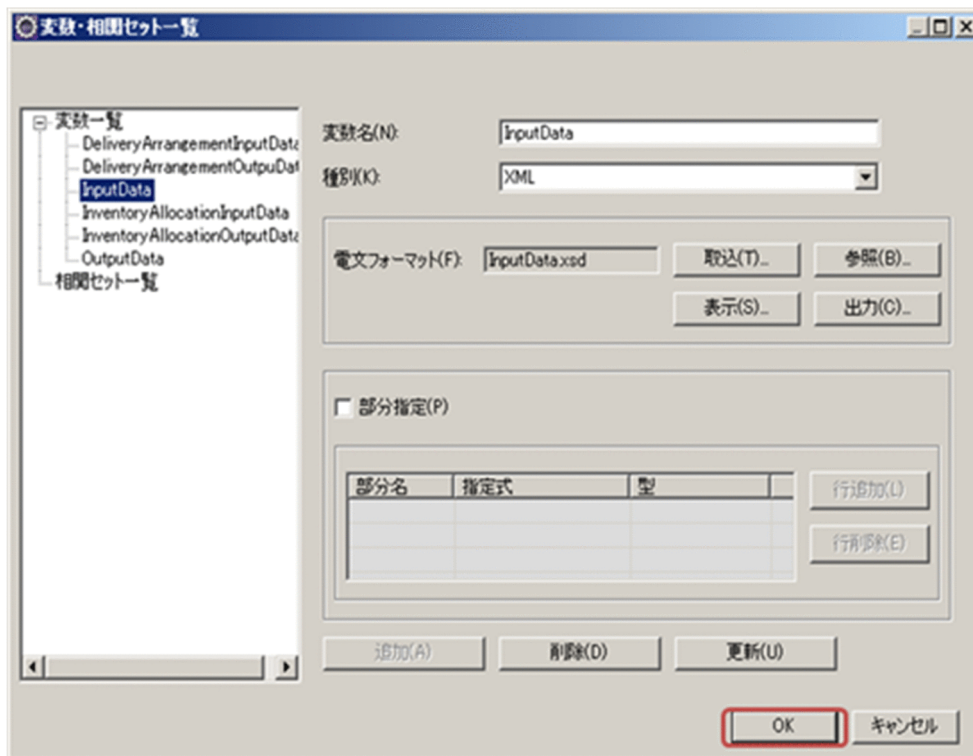 変数・相関セット一覧
変数一覧
DeliveryArrangementInputData
DeliveryArrangementOutpuDat
InputData
InventoryAllocationInputData
InventoryAllocationOutputData
OutputData
相関セット一覧
変数名(N):
InputData
種別(K):
XML
電文フォーマット(F):
InputData.xsd
取込(T)...
参照(B)...
表示(S)...
出力(C)...
部分指定(P)
部分名 指定式 型
行追加(L)
行削除(E)
追加(A)
削除(D)
更新(U)
OK
キャンセル